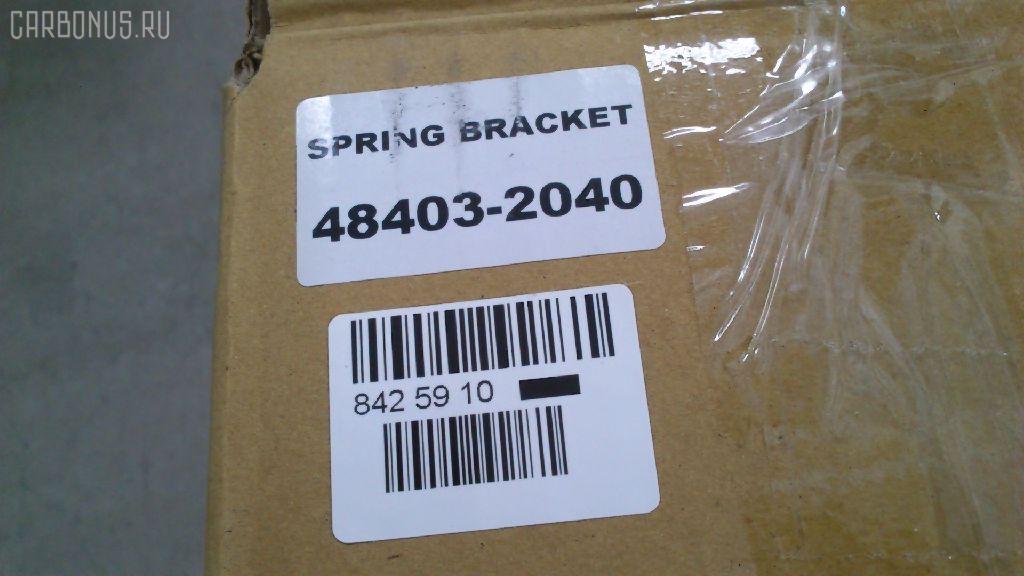 CARBONUS.RU
SPRING BRACKET
48403-2040
842 59 10